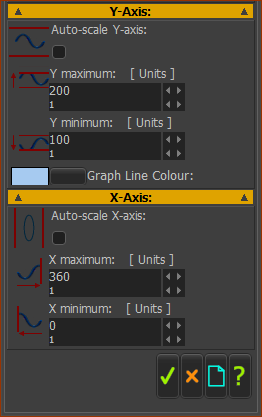 Y-Axis:
Auto-scale Y-axis:
Y maximum: [ Units ]
200
1
Y minimum: [ Units ]
100
1
Graph Line Colour:
X-Axis:
Auto-scale X-axis:
X maximum: [ Units ]
360
1
X minimum: [ Units ]
0
1
?